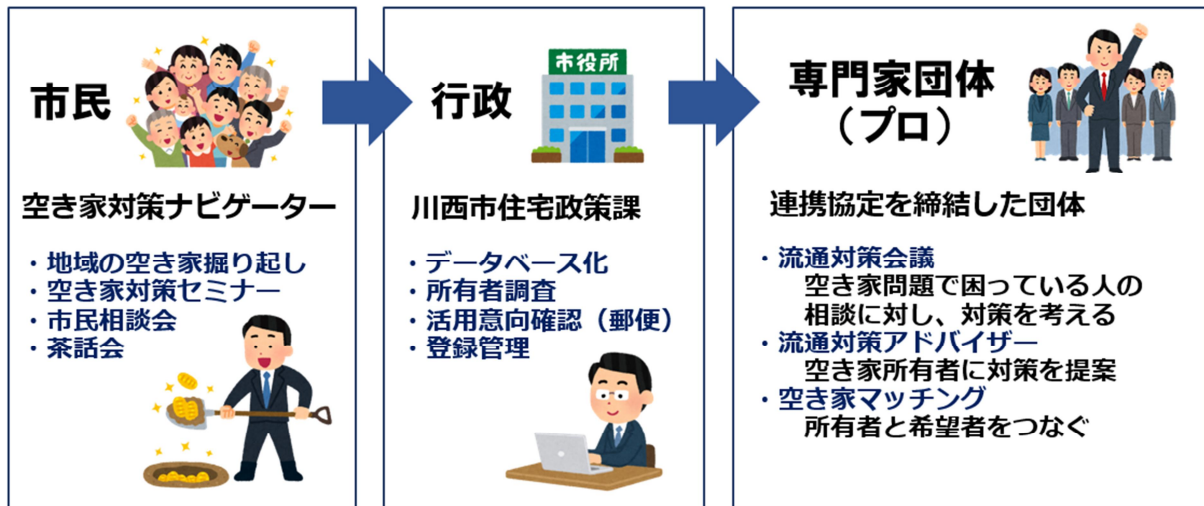 市民
空き家対策ナビゲーター
・地域の空き家掘り起し
・空き家対策セミナー
・市民相談会
・茶話会
行政
市役所
川西市住宅政策課
・データベース化
・所有者調査
・活用意向確認（郵便）
・登録管理
専門家団体
（プロ）
連携協定を締結した団体
・流通対策会議
空き家問題で困っている人の
相談に対し、対策を考える
・流通対策アドバイザー
空き家所有者に対策を提案
・空き家マッチング
所有者と希望者をつなぐ